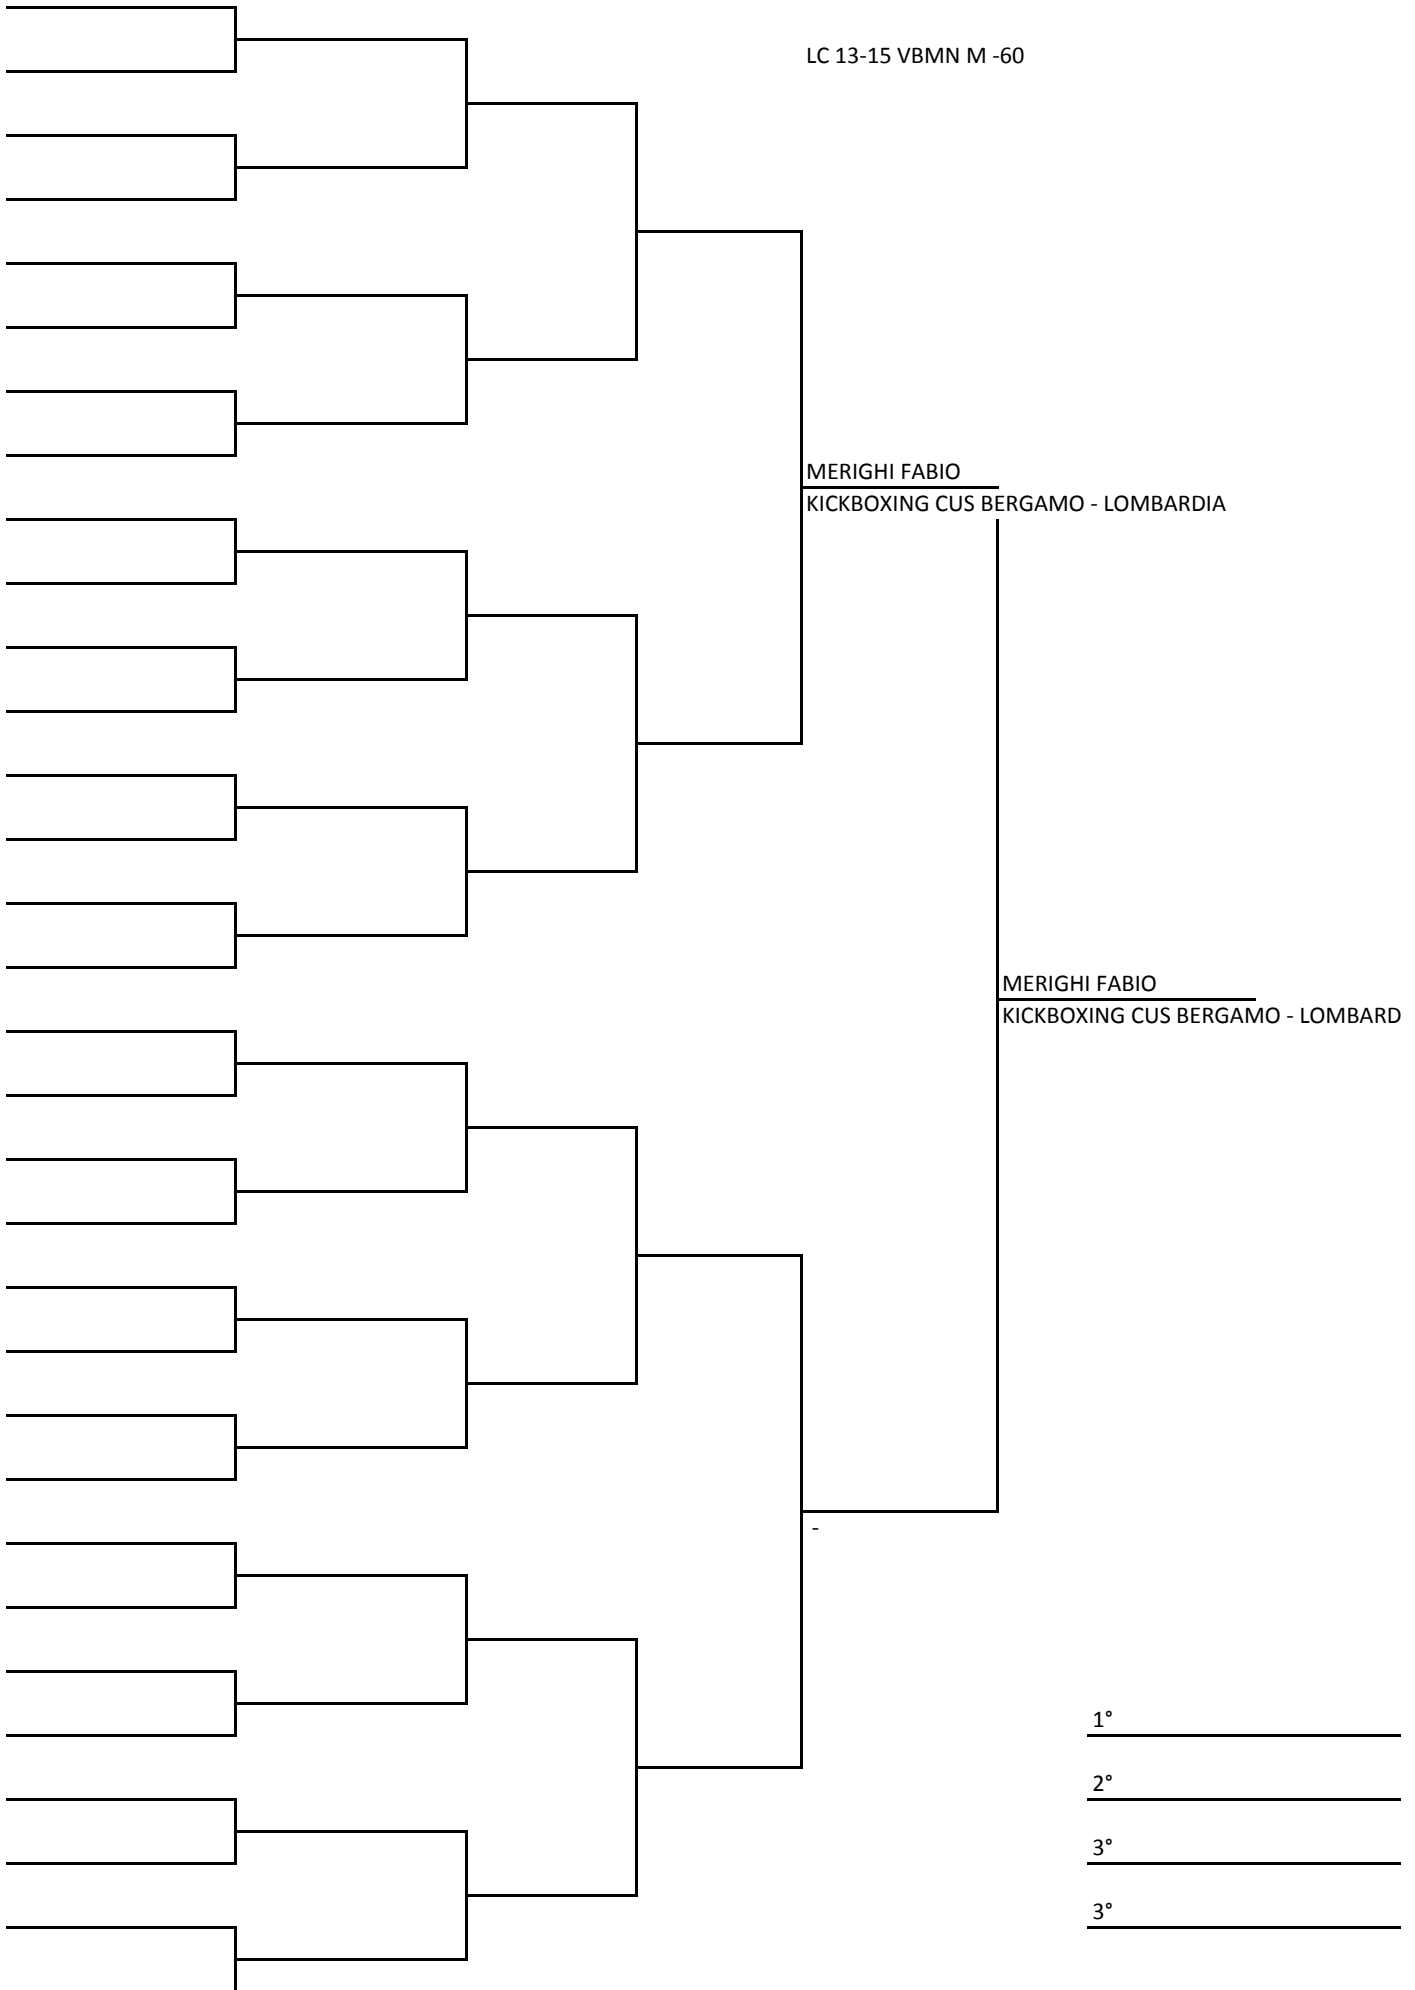 LC 13-15 VBMN M -60
MERIGHI FABIO
KICKBOXING CUS BERGAMO - LOMBARDIA
MERIGHI FABIO
KICKBOXING CUS BERGAMO - LOMBARD
-
1°
2°
3°
3°